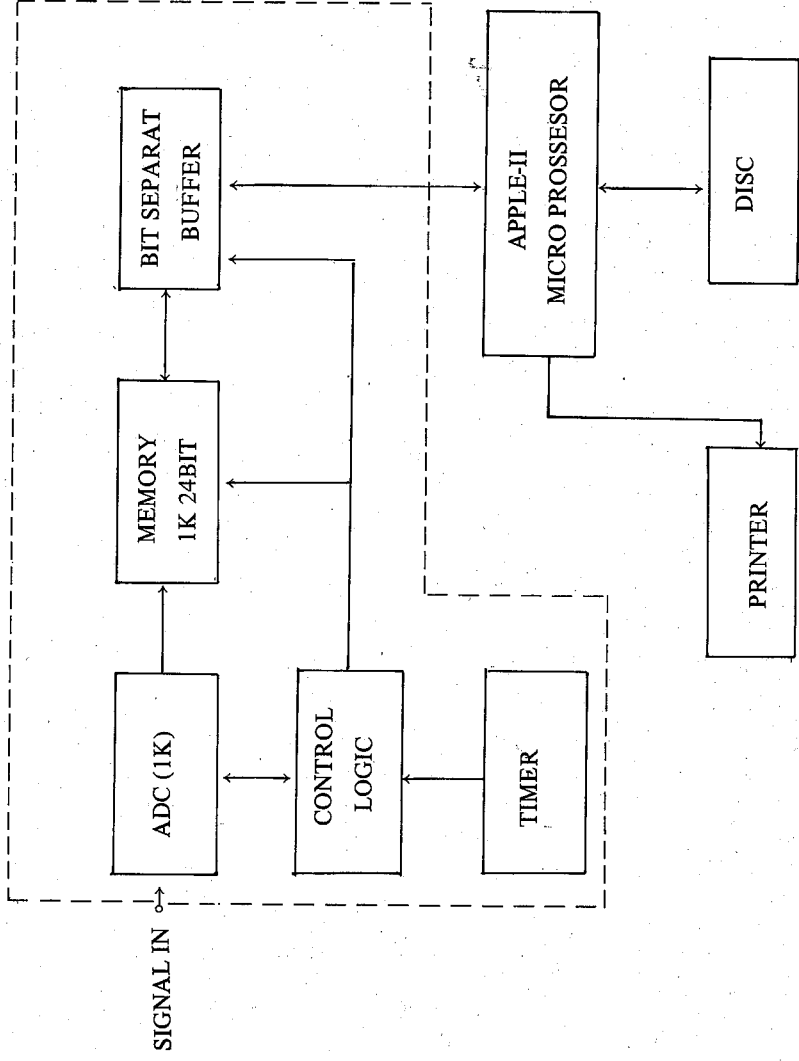 SIGNAL IN
ADC (1K)
MEMORY
1K 24BIT
BIT SEPARAT
BUFFER
CONTROL
LOGIC
TIMER
APPLE-II
MICRO PROSSESOR
PRINTER
DISC